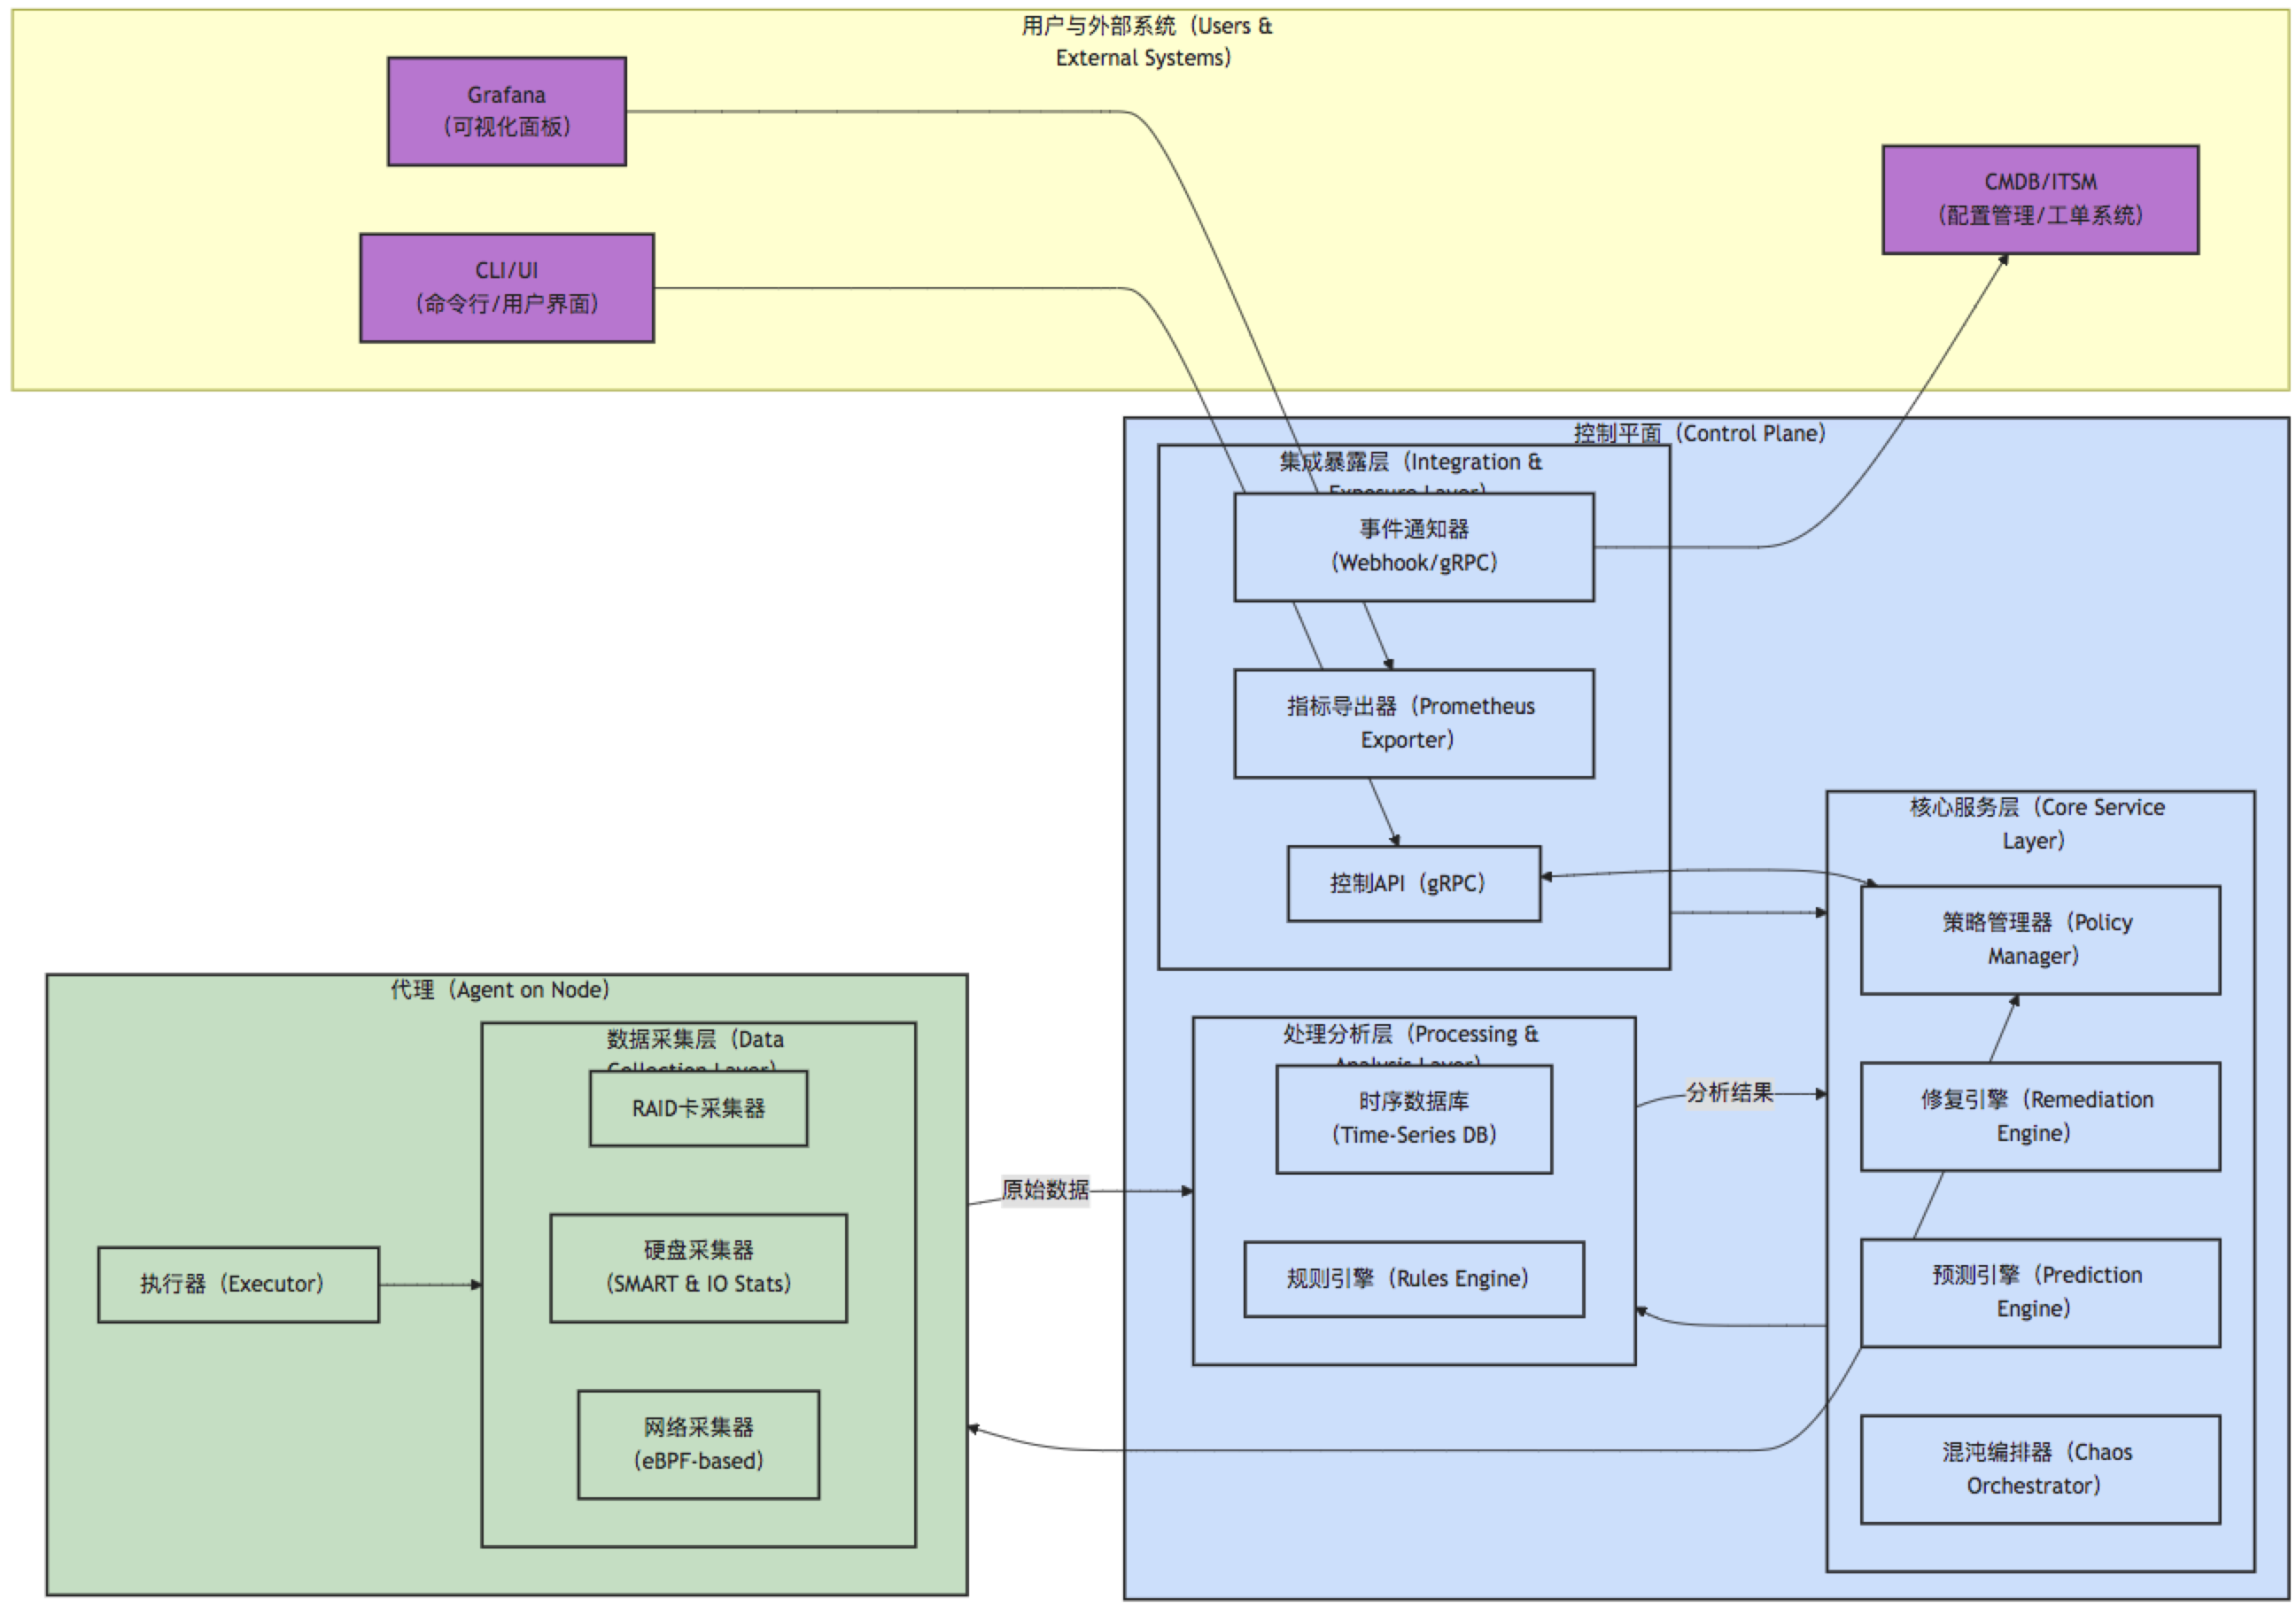 用户与外部系统（Users &
External Systems）
Grafana
（可视化面板）
CMDB/ITSM
（配置管理/工单系统）
CLI/UI
（命令行/用户界面）
控制平面（Control Plane）
集成暴露层（Integration &
Exposure Layer）
事件通知器
（Webhook/gRPC）
指标导出器（Prometheus
Exporter）
控制API（gRPC）
核心服务层（Core Service
Layer）
策略管理器（Policy
Manager）
修复引擎（Remediation
Engine）
预测引擎（Prediction
Engine）
混沌编排器（Chaos
Orchestrator）
处理分析层（Processing &
Analysis Layer）
时序数据库
（Time-Series DB）
规则引擎（Rules Engine）
分析结果
原始数据
代理（Agent on Node）
数据采集层（Data
Collection Layer）
RAID卡采集器
硬盘采集器
（SMART & IO Stats）
网络采集器
（eBPF-based）
执行器（Executor）